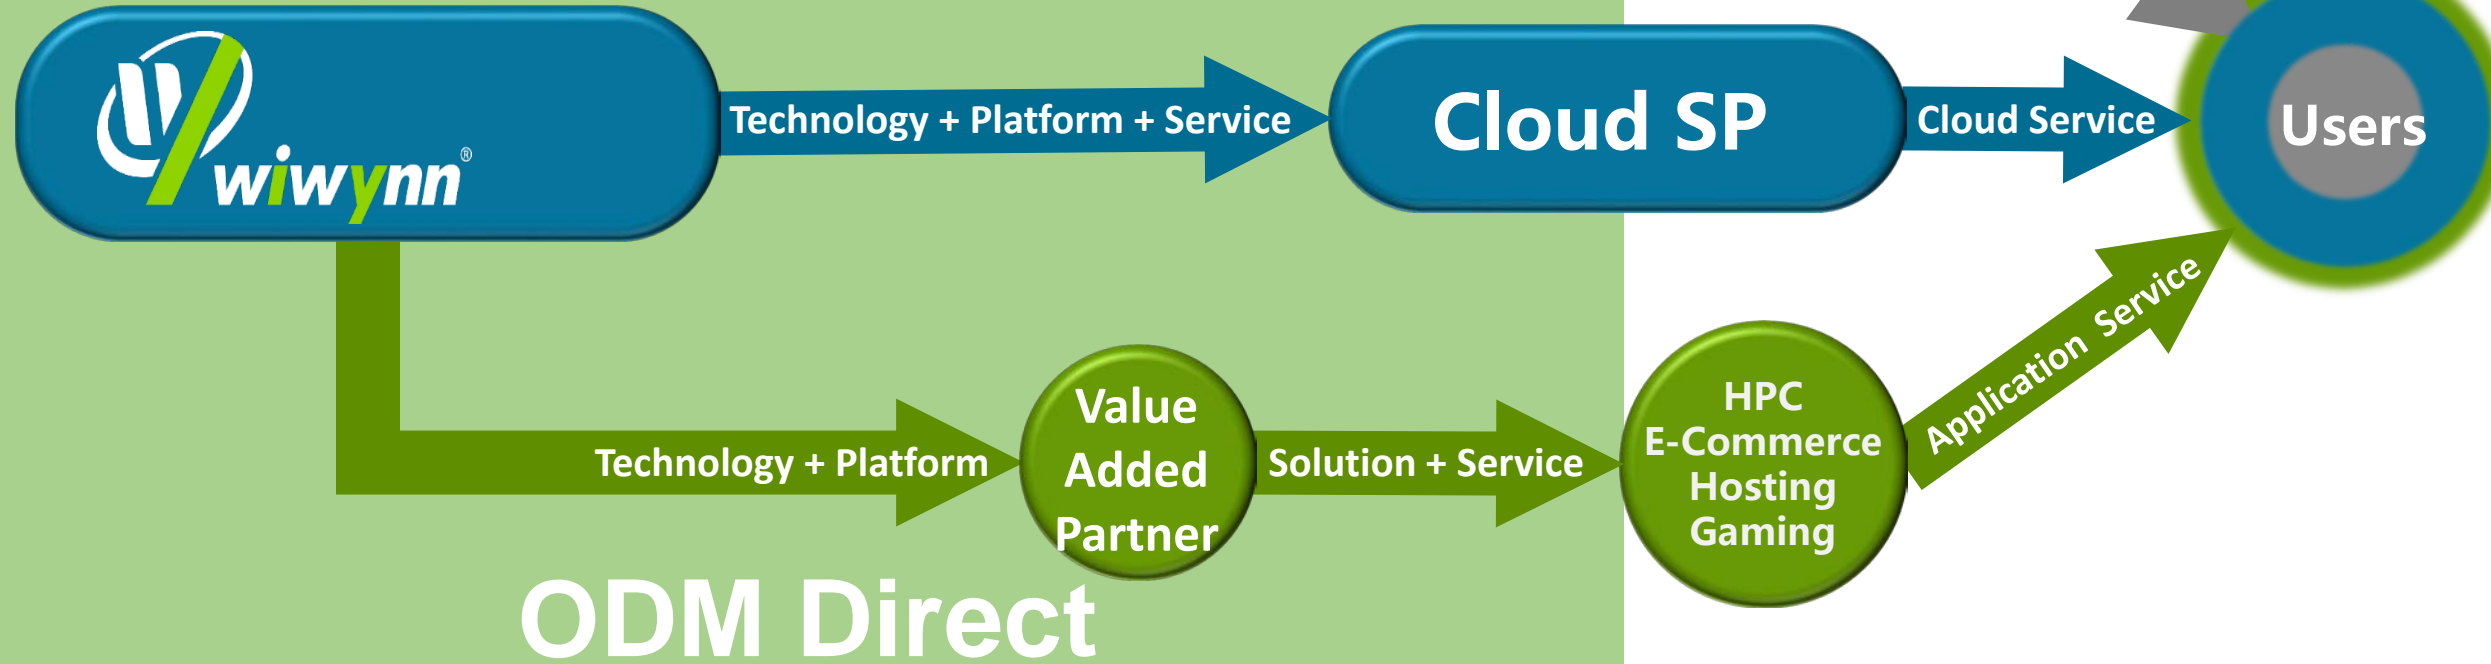 wiwynn®
Technology + Platform + Service
Cloud SP
Cloud Service
Users
Technology + Platform
Value
Added
Partner
Solution + Service
HPC
E-Commerce
Hosting
Gaming
Application Service
ODM Direct